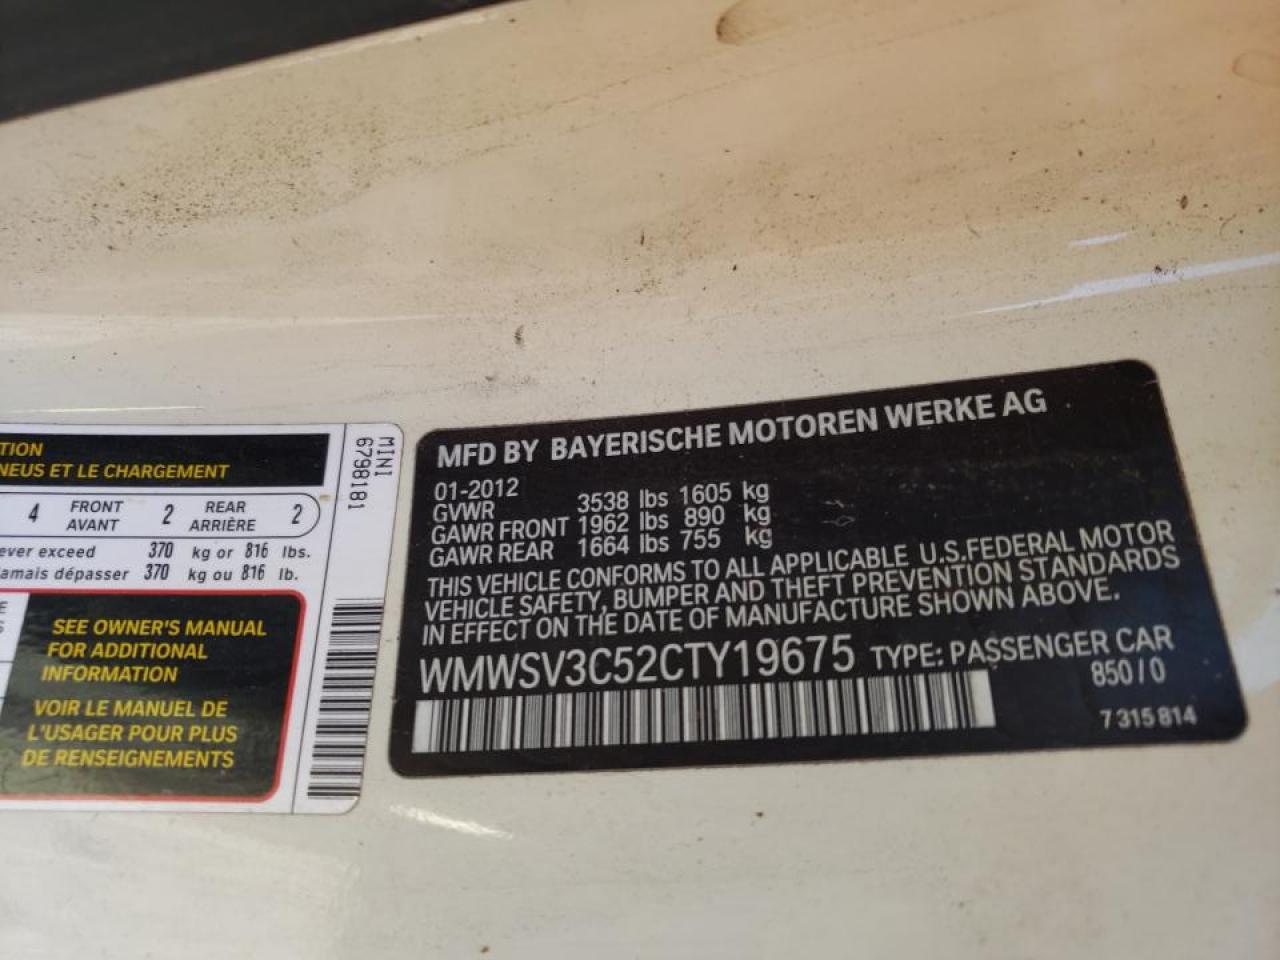 TION
NEUS ET LE CHARGEMENT
4 FRONT AVANT 2 REAR ARRIÈRE 2
ever exceed 370 kg or 816 lbs.
amais dépasser 370 kg ou 816 lb.
E
S
SEE OWNER'S MANUAL
FOR ADDITIONAL
INFORMATION
VOIR LE MANUEL DE
L'USAGER POUR PLUS
DE RENSEIGNEMENTS
MINI
6798181
MFD BY BAYERISCHE MOTOREN WERKE AG
01-2012
GVWR 3538 lbs 1605 kg
GAWR FRONT 1962 lbs 890 kg
GAWR REAR 1664 lbs 755 kg
THIS VEHICLE CONFORMS TO ALL APPLICABLE U.S.FEDERAL MOTOR
VEHICLE SAFETY, BUMPER AND THEFT PREVENTION STANDARDS
IN EFFECT ON THE DATE OF MANUFACTURE SHOWN ABOVE.
WMWSV3C52CTY19675 TYPE: PASSENGER CAR
850/0
7 315 814